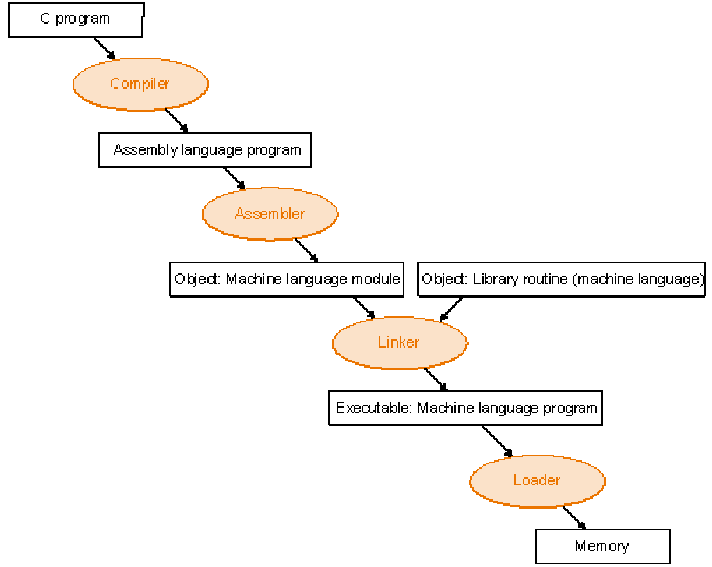 C program
Compiler
Assembly language program
Assembler
Object: Machine language module
Object: Library routine (machine language)
Linker
Executable: Machine language program
Loader
Memory